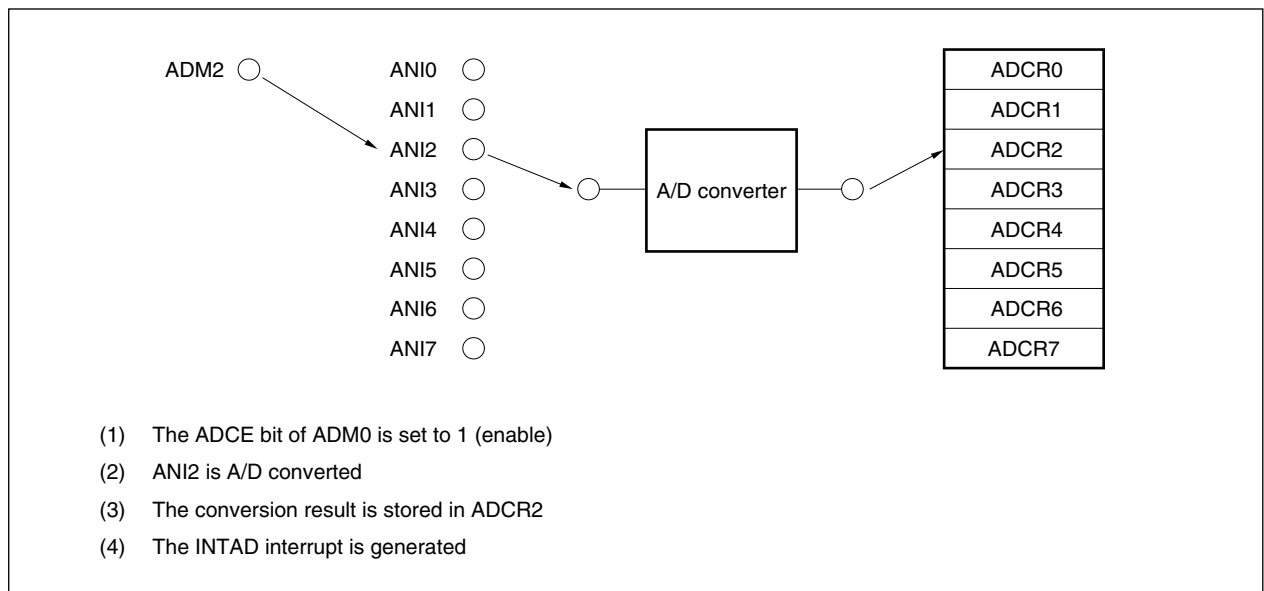 ADM2 ANI0 ADCR0
ANI1 ADCR1
ANI2 ADCR2
ANI3 A/D converter ADCR3
ANI4 ADCR4
ANI5 ADCR5
ANI6 ADCR6
ANI7 ADCR7
(1) The ADCE bit of ADM0 is set to 1 (enable)
(2) ANI2 is A/D converted
(3) The conversion result is stored in ADCR2
(4) The INTAD interrupt is generated